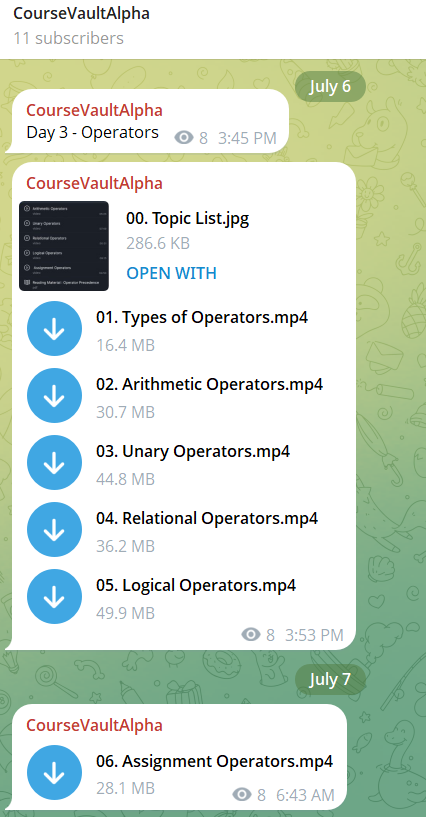 CourseVaultAlpha
11 subscribers
July 6
CourseVaultAlpha
Day 3 - Operators
8 3:45 PM
CourseVaultAlpha
Arithmetic Operators
Unary Operators
Relational Operators
Logical Operators
Assignment Operators
Reading Material- Operator Precedence
00. Topic List.jpg
286.6 KB
OPEN WITH
01. Types of Operators.mp4
16.4 MB
02. Arithmetic Operators.mp4
30.7 MB
03. Unary Operators.mp4
44.8 MB
04. Relational Operators.mp4
36.2 MB
05. Logical Operators.mp4
49.9 MB
8 3:53 PM
July 7
CourseVaultAlpha
06. Assignment Operators.mp4
28.1 MB
8 6:43 AM